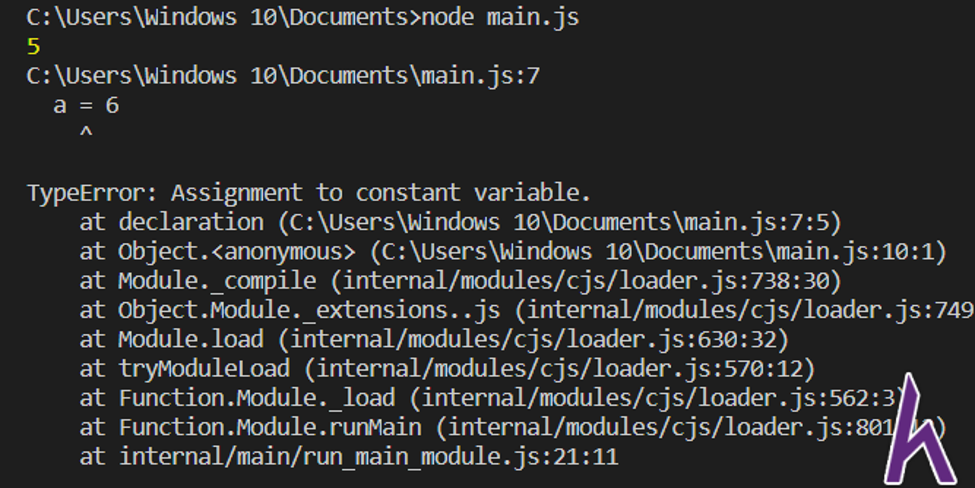 C:\Users\Windows 10\Documents>node main.js
5
C:\Users\Windows 10\Documents\main.js:7
  a = 6
    ^
TypeError: Assignment to constant variable.
    at declaration (C:\Users\Windows 10\Documents\main.js:7:5)
    at Object.<anonymous> (C:\Users\Windows 10\Documents\main.js:10:1)
    at Module._compile (internal/modules/cjs/loader.js:738:30)
    at Object.Module._extensions..js (internal/modules/cjs/loader.js:749
    at Module.load (internal/modules/cjs/loader.js:630:32)
    at tryModuleLoad (internal/modules/cjs/loader.js:570:12)
    at Function.Module._load (internal/modules/cjs/loader.js:562:3)
    at Function.Module.runMain (internal/modules/cjs/loader.js:801
    at internal/main/run_main_module.js:21:11